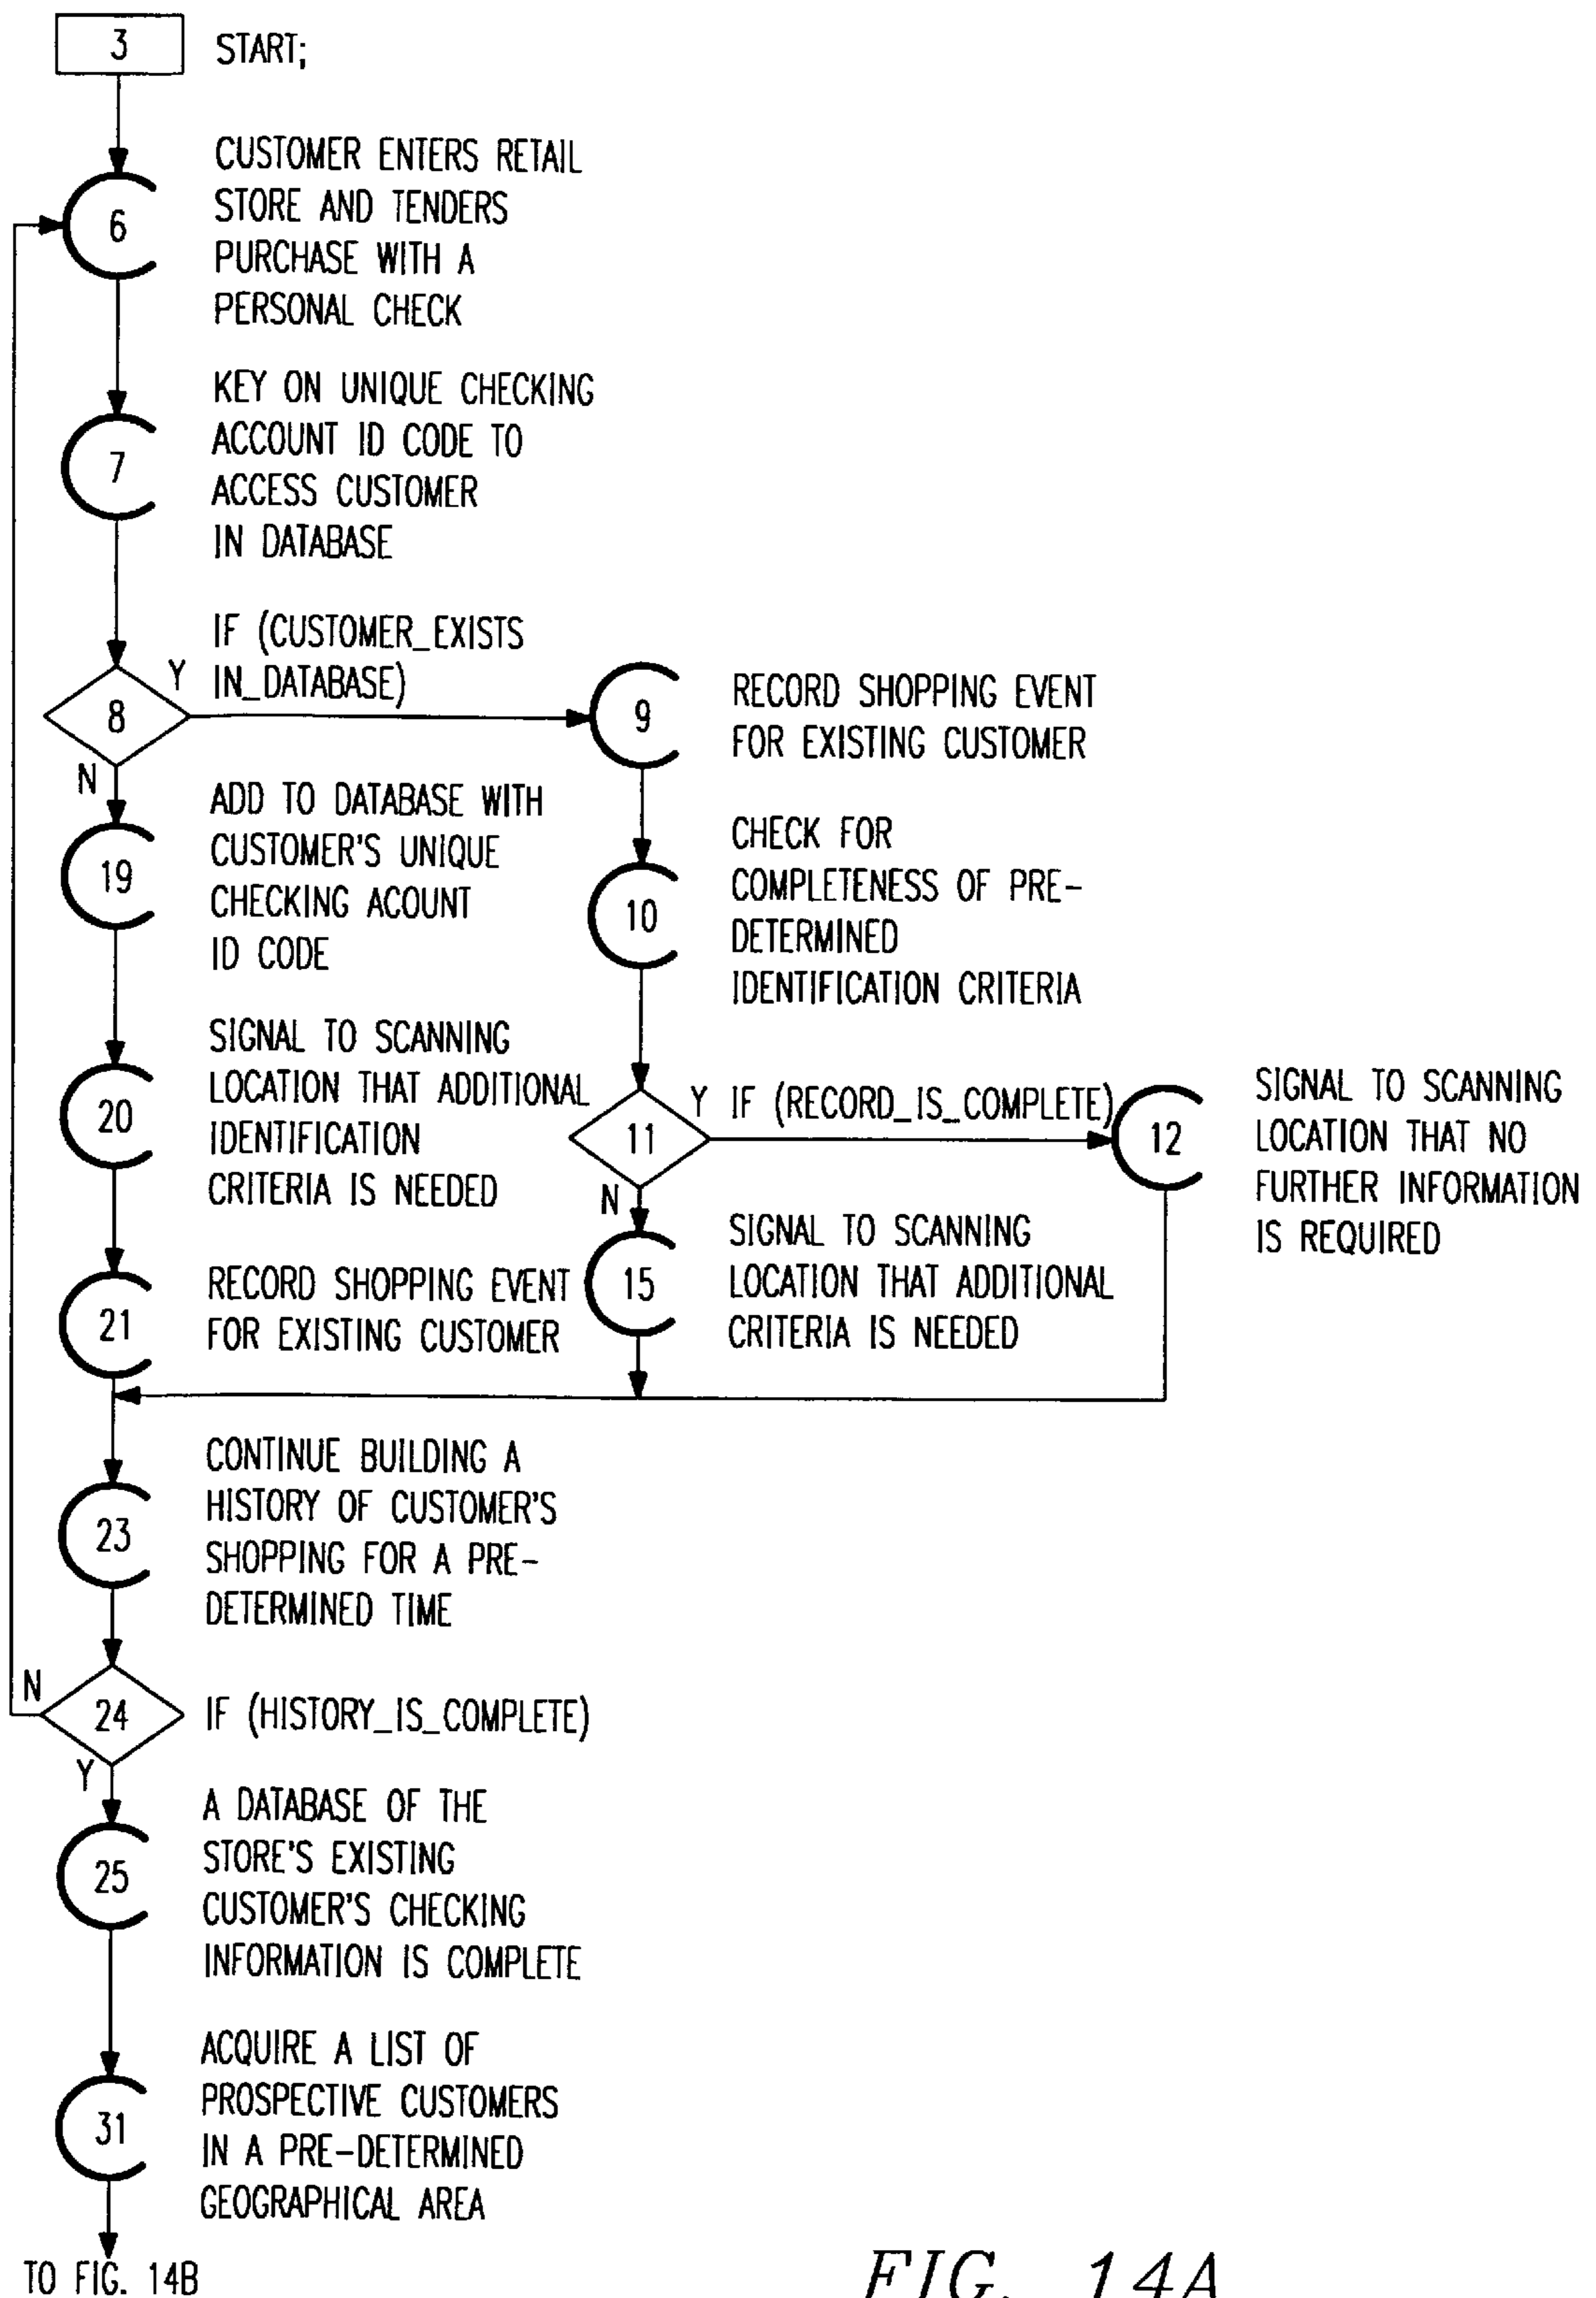 3 START;
CUSTOMER ENTERS RETAIL
STORE AND TENDERS
6
PURCHASE WITH A
PERSONAL CHECK
KEY ON UNIQUE CHECKING
ACCOUNT ID CODE TO
7
ACCESS CUSTOMER
IN DATABASE
IF (CUSTOMER_EXISTS
Y IN_DATABASE)
8
N
9
RECORD SHOPPING EVENT
FOR EXISTING CUSTOMER
ADD TO DATABASE WITH
CUSTOMER'S UNIQUE
19
CHECKING ACOUNT
ID CODE
CHECK FOR
COMPLETENESS OF PRE-
10
DETERMINED
IDENTIFICATION CRITERIA
SIGNAL TO SCANNING
LOCATION THAT ADDITIONAL
20
IDENTIFICATION
CRITERIA IS NEEDED
11
Y IF (RECORD_IS_COMPLETE)
N
12
SIGNAL TO SCANNING
LOCATION THAT NO
FURTHER INFORMATION
IS REQUIRED
RECORD SHOPPING EVENT
21
FOR EXISTING CUSTOMER
SIGNAL TO SCANNING
15
LOCATION THAT ADDITIONAL
CRITERIA IS NEEDED
CONTINUE BUILDING A
HISTORY OF CUSTOMER'S
23
SHOPPING FOR A PRE-
DETERMINED TIME
N
24 IF (HISTORY_IS_COMPLETE)
Y
A DATABASE OF THE
STORE'S EXISTING
25
CUSTOMER'S CHECKING
INFORMATION IS COMPLETE
ACQUIRE A LIST OF
PROSPECTIVE CUSTOMERS
31
IN A PRE-DETERMINED
GEOGRAPHICAL AREA
TO FIG. 14B
FIG. 14A